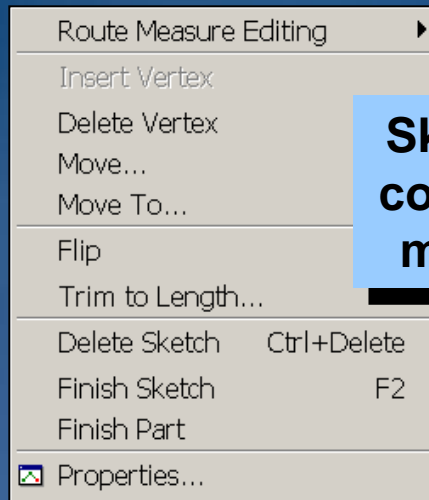 Route Measure Editing
Insert Vertex
Delete Vertex
Move...
Move To...
Flip
Trim to Length...
Delete Sketch Ctrl+Delete
Finish Sketch F2
Finish Part
Properties...